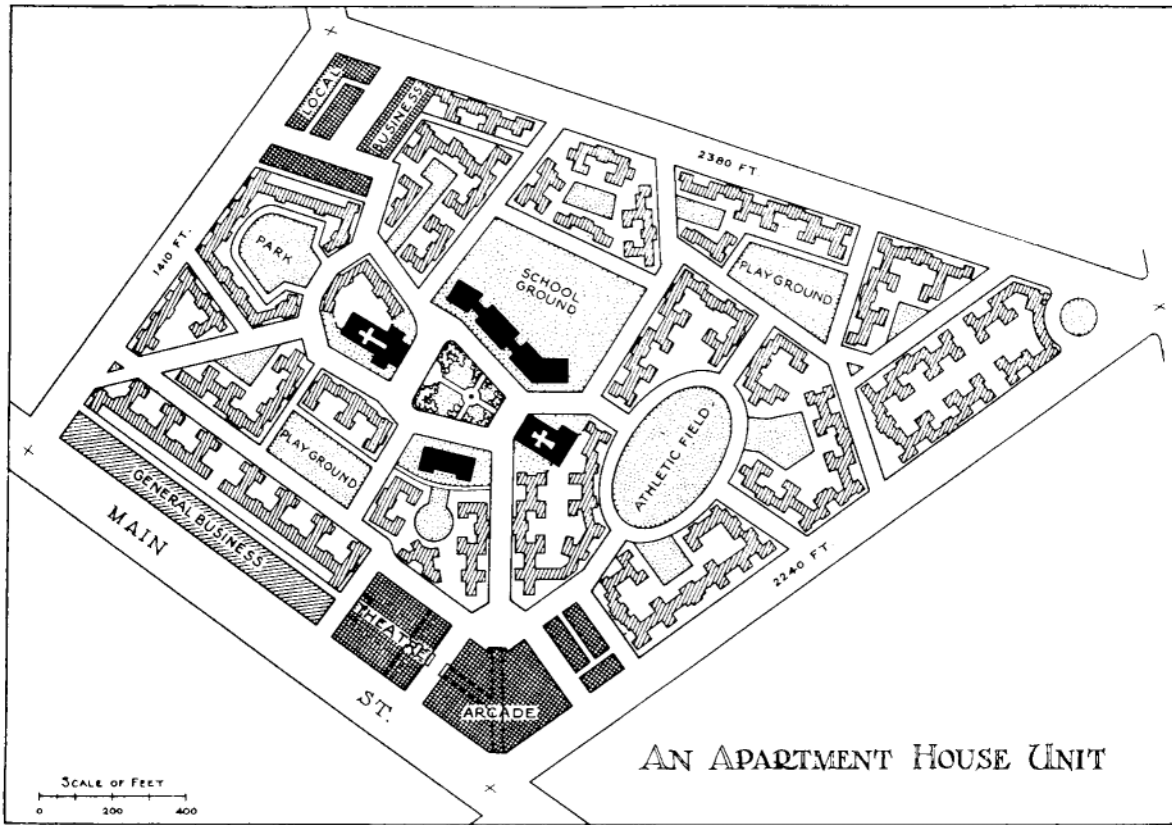 LOCAL
BUSINESS
2380 FT.
1410 FT.
PARK
SCHOOL
GROUND
PLAYGROUND
ATHLETIC FIELD
PLAYGROUND
GENERAL BUSINESS
MAIN
ST.
THEATRE
ARCADE
2240 FT.
AN APARTMENT HOUSE UNIT
SCALE OF FEET
0 200 400